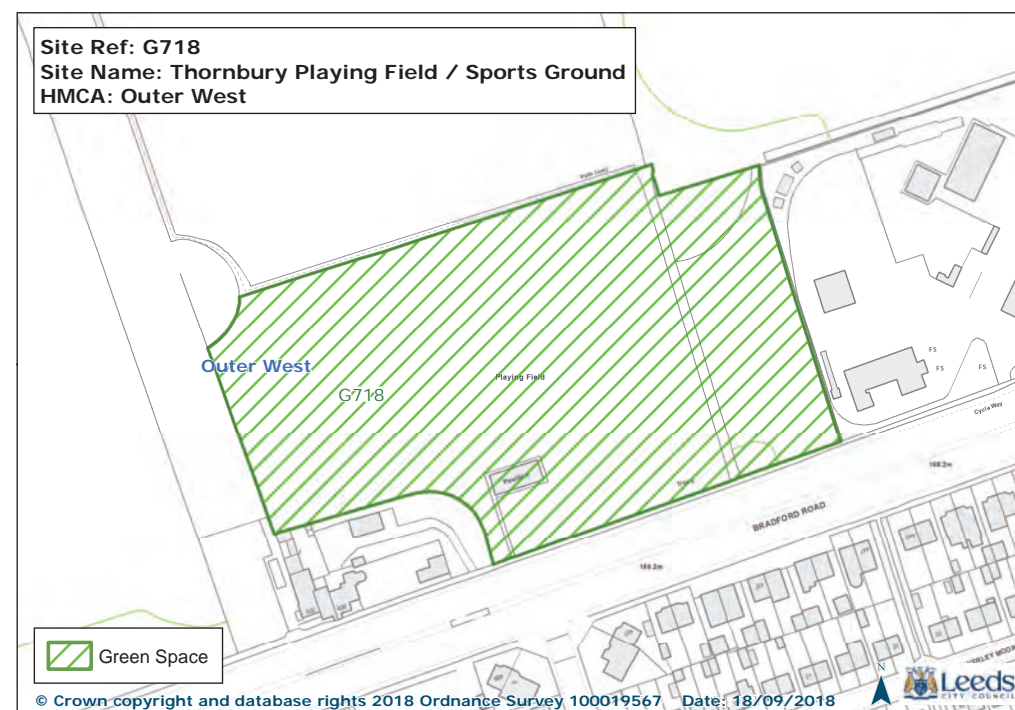 Site Ref: G718
Site Name: Thornbury Playing Field / Sports Ground
HMCA: Outer West
Path (um)
Outer West
G718
Playing Field
Pavilion
Track
FS
FS
FS
Cycle Way
168.2m
BRADFORD ROAD
168.2m
Green Space
N
Leeds
CITY COUNCIL
© Crown copyright and database rights 2018 Ordnance Survey 100019567 Date: 18/09/2018